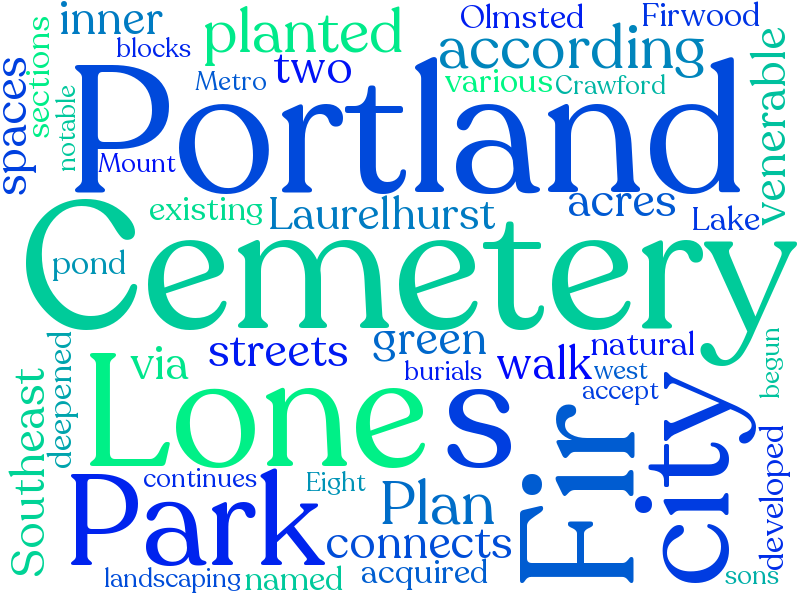 inner
blocks
planted
Olmsted
Firwood
according
sections
spaces
notable
Metro
two
various
Crawford
venerable
Portland
Mount
existing
Laurelhurst
acres
Lake
Cemetery
pond
streets
green
walk
natural
via
burials
west
accept
begun
deepened
Southeast
Lone
s
Fir
city
developed
Park
continues
Eight
Plan
connects
landscaping
named
acquired
sons